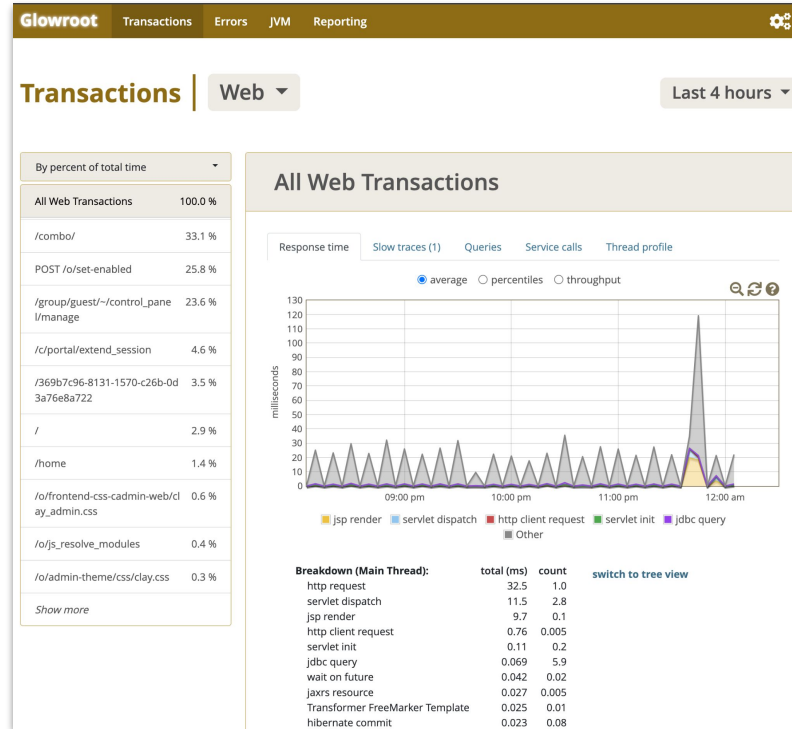 Glowroot Transactions Errors JVM Reporting
Transactions Web Last 4 hours
By percent of total time
All Web Transactions 100.0 %
/combo/ 33.1 %
POST /o/set-enabled 25.8 %
/group/guest/~/control_pane 23.6 %
l/manage
/c/portal/extend_session 4.6 %
/369b7c96-8131-1570-c26b-0d 3.5 %
3a76e8a722
/ 2.9 %
/home 1.4 %
/o/frontend-css-cadmin-web/cl 0.6 %
ay_admin.css
/o/js_resolve_modules 0.4 %
/o/admin-theme/css/clay.css 0.3 %
Show more
All Web Transactions
Response time Slow traces (1) Queries Service calls Thread profile
average percentiles throughput
milliseconds
130
120
110
100
90
80
70
60
50
40
30
20
10
0
09:00 pm 10:00 pm 11:00 pm 12:00 am
jsp render servlet dispatch http client request servlet init jdbc query
Other
Breakdown (Main Thread): total (ms) count switch to tree view
http request 32.5 1.0
servlet dispatch 11.5 2.8
jsp render 9.7 0.1
http client request 0.76 0.005
servlet init 0.11 0.2
jdbc query 0.069 5.9
wait on future 0.042 0.02
jaxrs resource 0.027 0.005
Transformer FreeMarker Template 0.025 0.01
hibernate commit 0.023 0.08